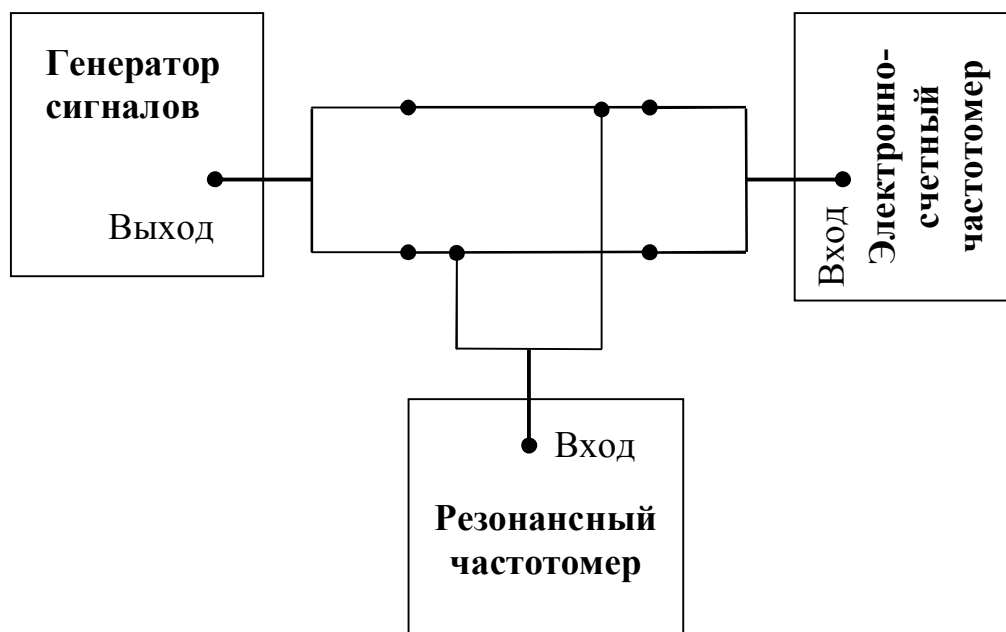 Генератор
сигналов
Выход
Электронно-
счетный
частотомер
Вход
Вход
Резонансный
частотомер